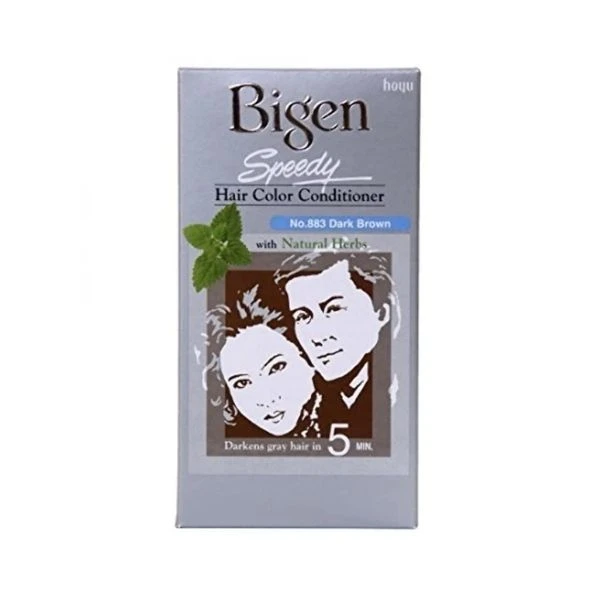 hoyu
Bigen
Speedy
Hair Color Conditioner
No.883 Dark Brown
with Natural Herbs
Darkens gray hair in 5 MIN.